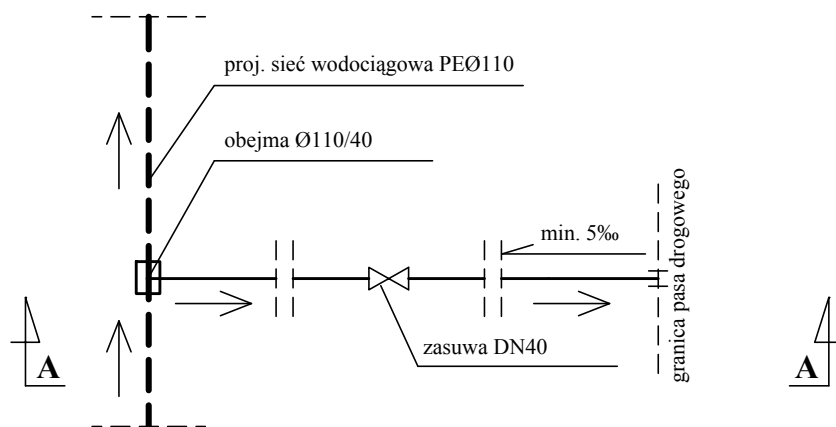 proj. sieć wodociągowa PEØ110
obejma Ø110/40
min. 5‰
granica pasa drogowego
zasuwa DN40
A
A